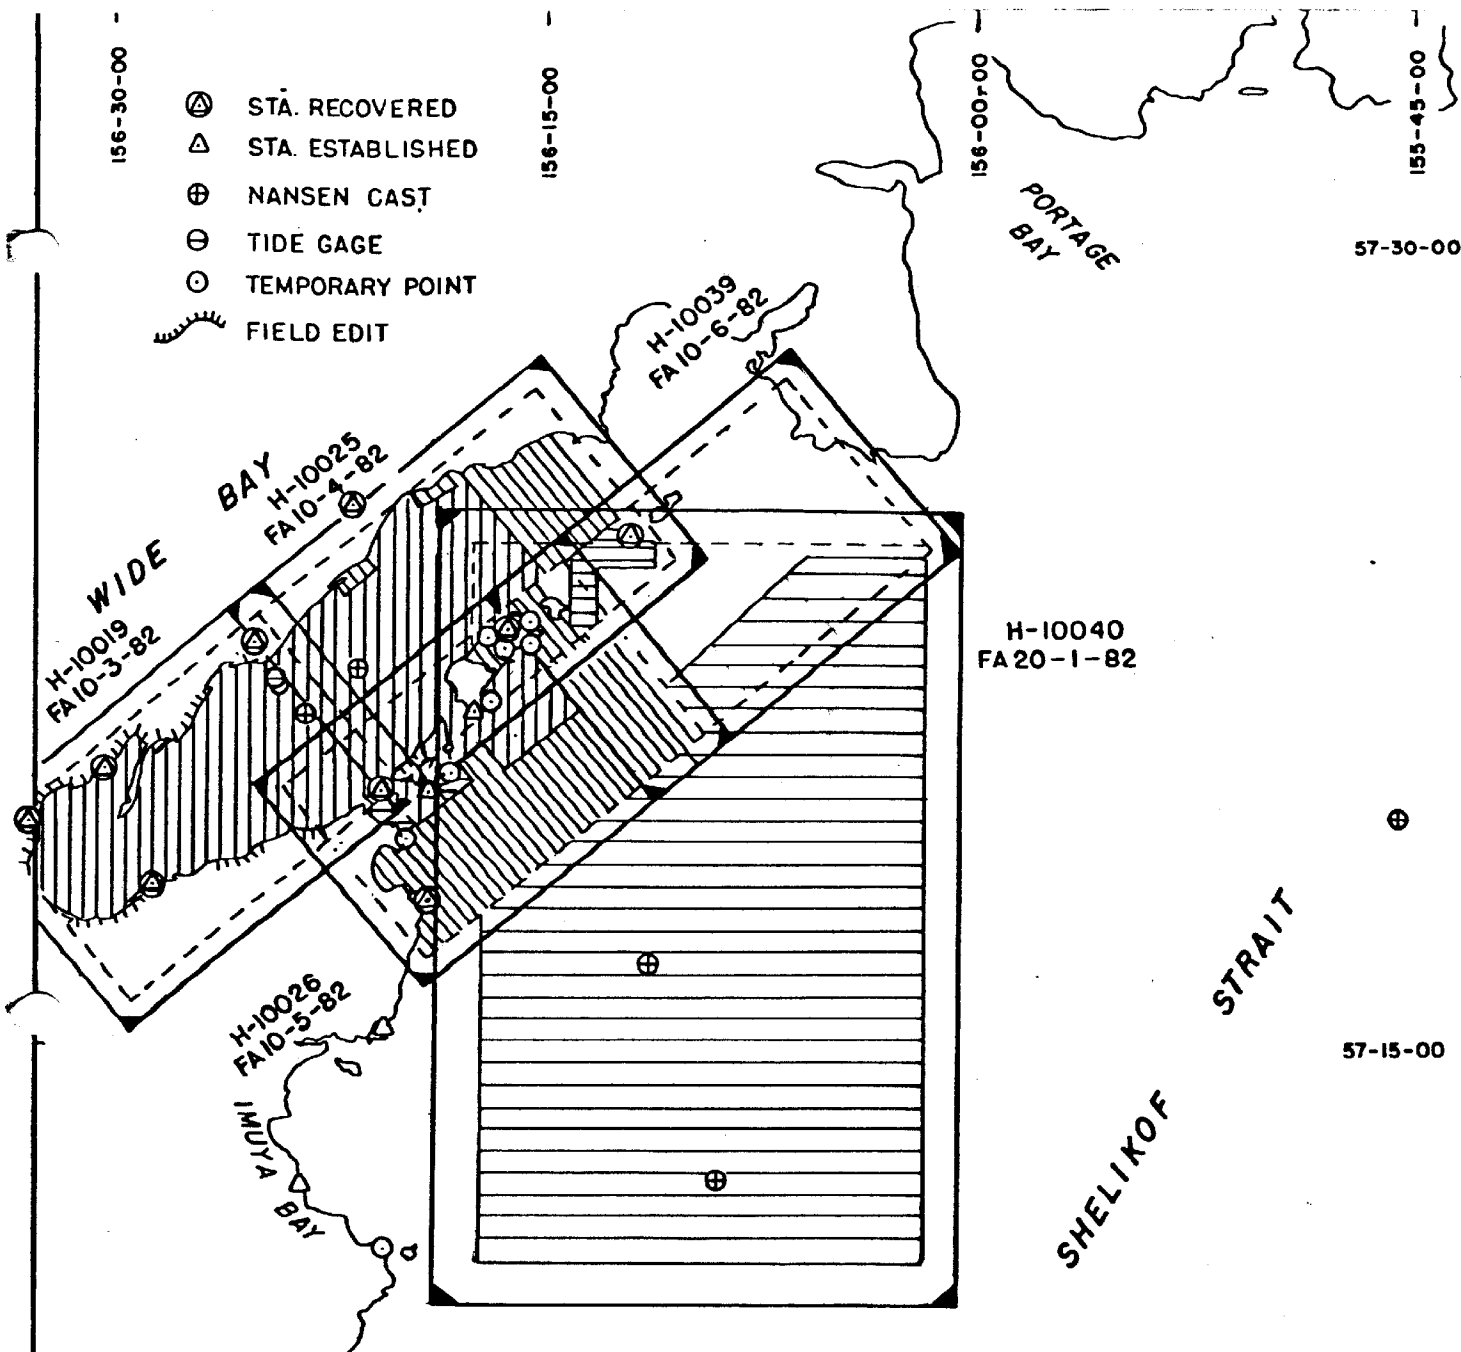 156-30-00
156-15-00
156-00-00
155-45-00
STA. RECOVERED
STA. ESTABLISHED
NANSEN CAST
TIDE GAGE
TEMPORARY POINT
FIELD EDIT
PORTAGE
BAY
57-30-00
H-10039
FA10-6-82
WIDE BAY
H-10025
FA10-4-82
H-10019
FA10-3-82
H-10040
FA20-1-82
H-10026
FA10-5-82
IMUYA BAY
SHELIKOF STRAIT
57-15-00